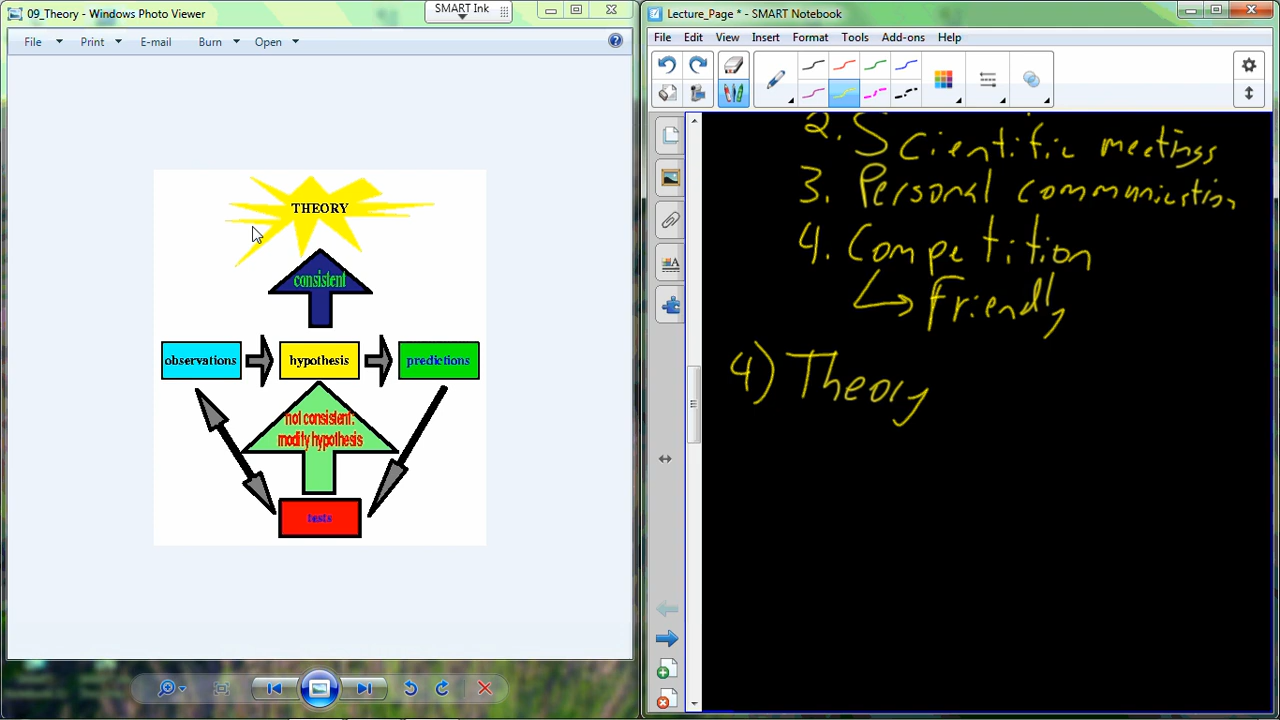 09_Theory - Windows Photo Viewer
SMART Ink
File Print E-mail Burn Open
THEORY
consistent
observations hypothesis predictions
not consistent:
modify hypothesis
tests
Lecture_Page * - SMART Notebook
File Edit View Insert Format Tools Add-ons Help
2. Scientific meetings
3. Personal communication
4. Competition
Friendly
4) Theory